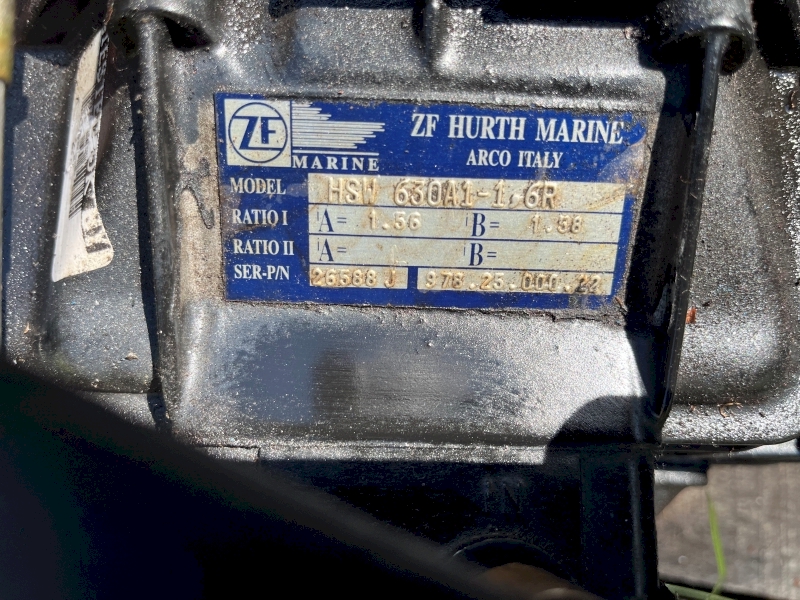 ZF
MARINE
ZF HURTH MARINE
ARCO ITALY
MODEL HSW 630A1-1,6R
RATIO I A= 1.56 B= 1.58
RATIO II A= B=
SER-P/N 26588 J 978.25.000.22